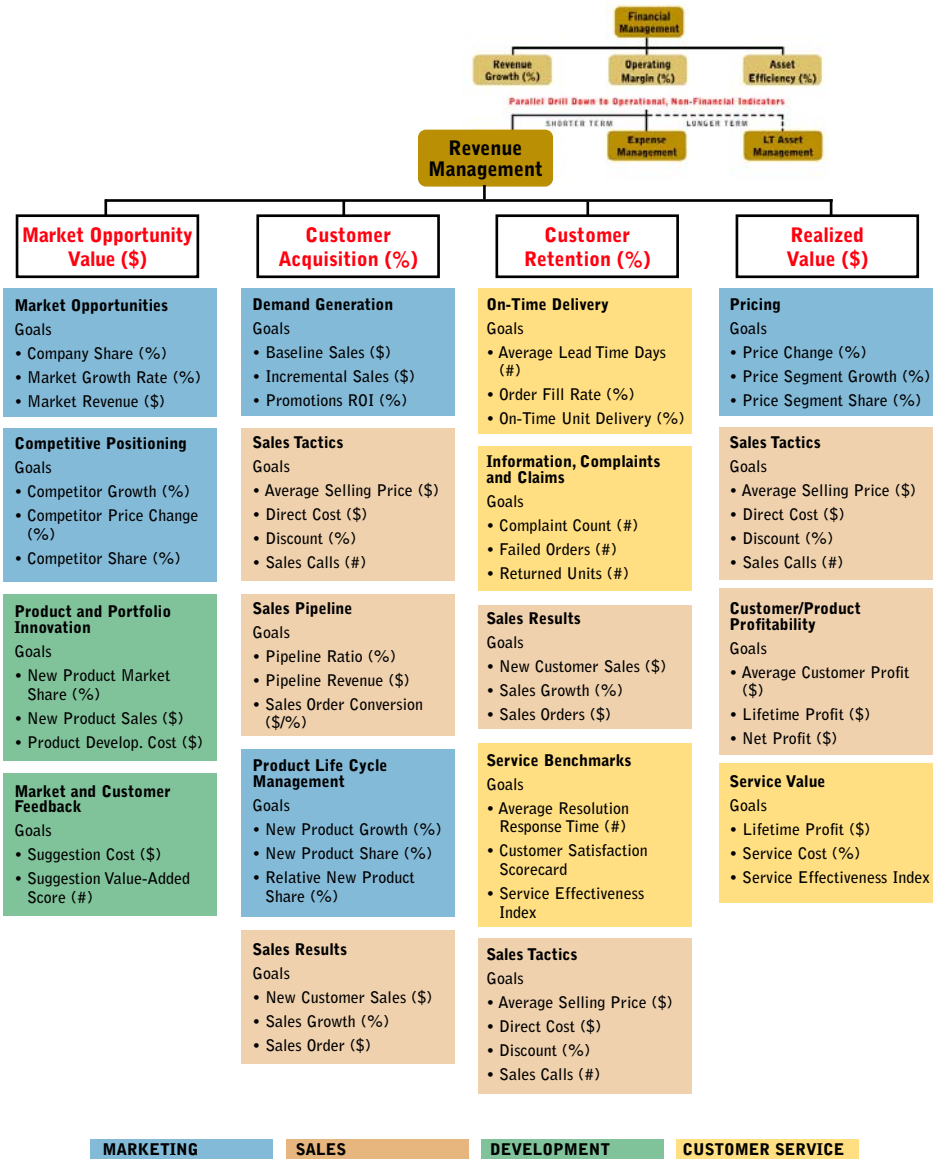 Financial
Management
Revenue
Growth (%)
Operating
Margin (%)
Asset
Efficiency (%)
Parallel Drill Down to Operational, Non-Financial Indicators
SHORTER TERM
LONGER TERM
Revenue
Management
Expense
Management
LT Asset
Management
Market Opportunity
Value ($)
Customer
Acquisition (%)
Customer
Retention (%)
Realized
Value ($)
Market Opportunities
Goals
• Company Share (%)
• Market Growth Rate (%)
• Market Revenue ($)
Competitive Positioning
Goals
• Competitor Growth (%)
• Competitor Price Change
(%)
• Competitor Share (%)
Product and Portfolio
Innovation
Goals
• New Product Market
Share (%)
• New Product Sales ($)
• Product Develop. Cost ($)
Market and Customer
Feedback
Goals
• Suggestion Cost ($)
• Suggestion Value-Added
Score (#)
Demand Generation
Goals
• Baseline Sales ($)
• Incremental Sales ($)
• Promotions ROI (%)
Sales Tactics
Goals
• Average Selling Price ($)
• Direct Cost ($)
• Discount (%)
• Sales Calls (#)
Sales Pipeline
Goals
• Pipeline Ratio (%)
• Pipeline Revenue ($)
• Sales Order Conversion
($/%)
Product Life Cycle
Management
Goals
• New Product Growth (%)
• New Product Share (%)
• Relative New Product
Share (%)
Sales Results
Goals
• New Customer Sales ($)
• Sales Growth (%)
• Sales Order ($)
On-Time Delivery
Goals
• Average Lead Time Days
(#)
• Order Fill Rate (%)
• On-Time Unit Delivery (%)
Information, Complaints
and Claims
Goals
• Complaint Count (#)
• Failed Orders (#)
• Returned Units (#)
Sales Results
Goals
• New Customer Sales ($)
• Sales Growth (%)
• Sales Orders ($)
Service Benchmarks
Goals
• Average Resolution
Response Time (#)
• Customer Satisfaction
Scorecard
• Service Effectiveness
Index
Sales Tactics
Goals
• Average Selling Price ($)
• Direct Cost ($)
• Discount (%)
• Sales Calls (#)
Pricing
Goals
• Price Change (%)
• Price Segment Growth (%)
• Price Segment Share (%)
Sales Tactics
Goals
• Average Selling Price ($)
• Direct Cost ($)
• Discount (%)
• Sales Calls (#)
Customer/Product
Profitability
Goals
• Average Customer Profit
($)
• Lifetime Profit ($)
• Net Profit ($)
Service Value
Goals
• Lifetime Profit ($)
• Service Cost (%)
• Service Effectiveness Index
MARKETING
SALES
DEVELOPMENT
CUSTOMER SERVICE